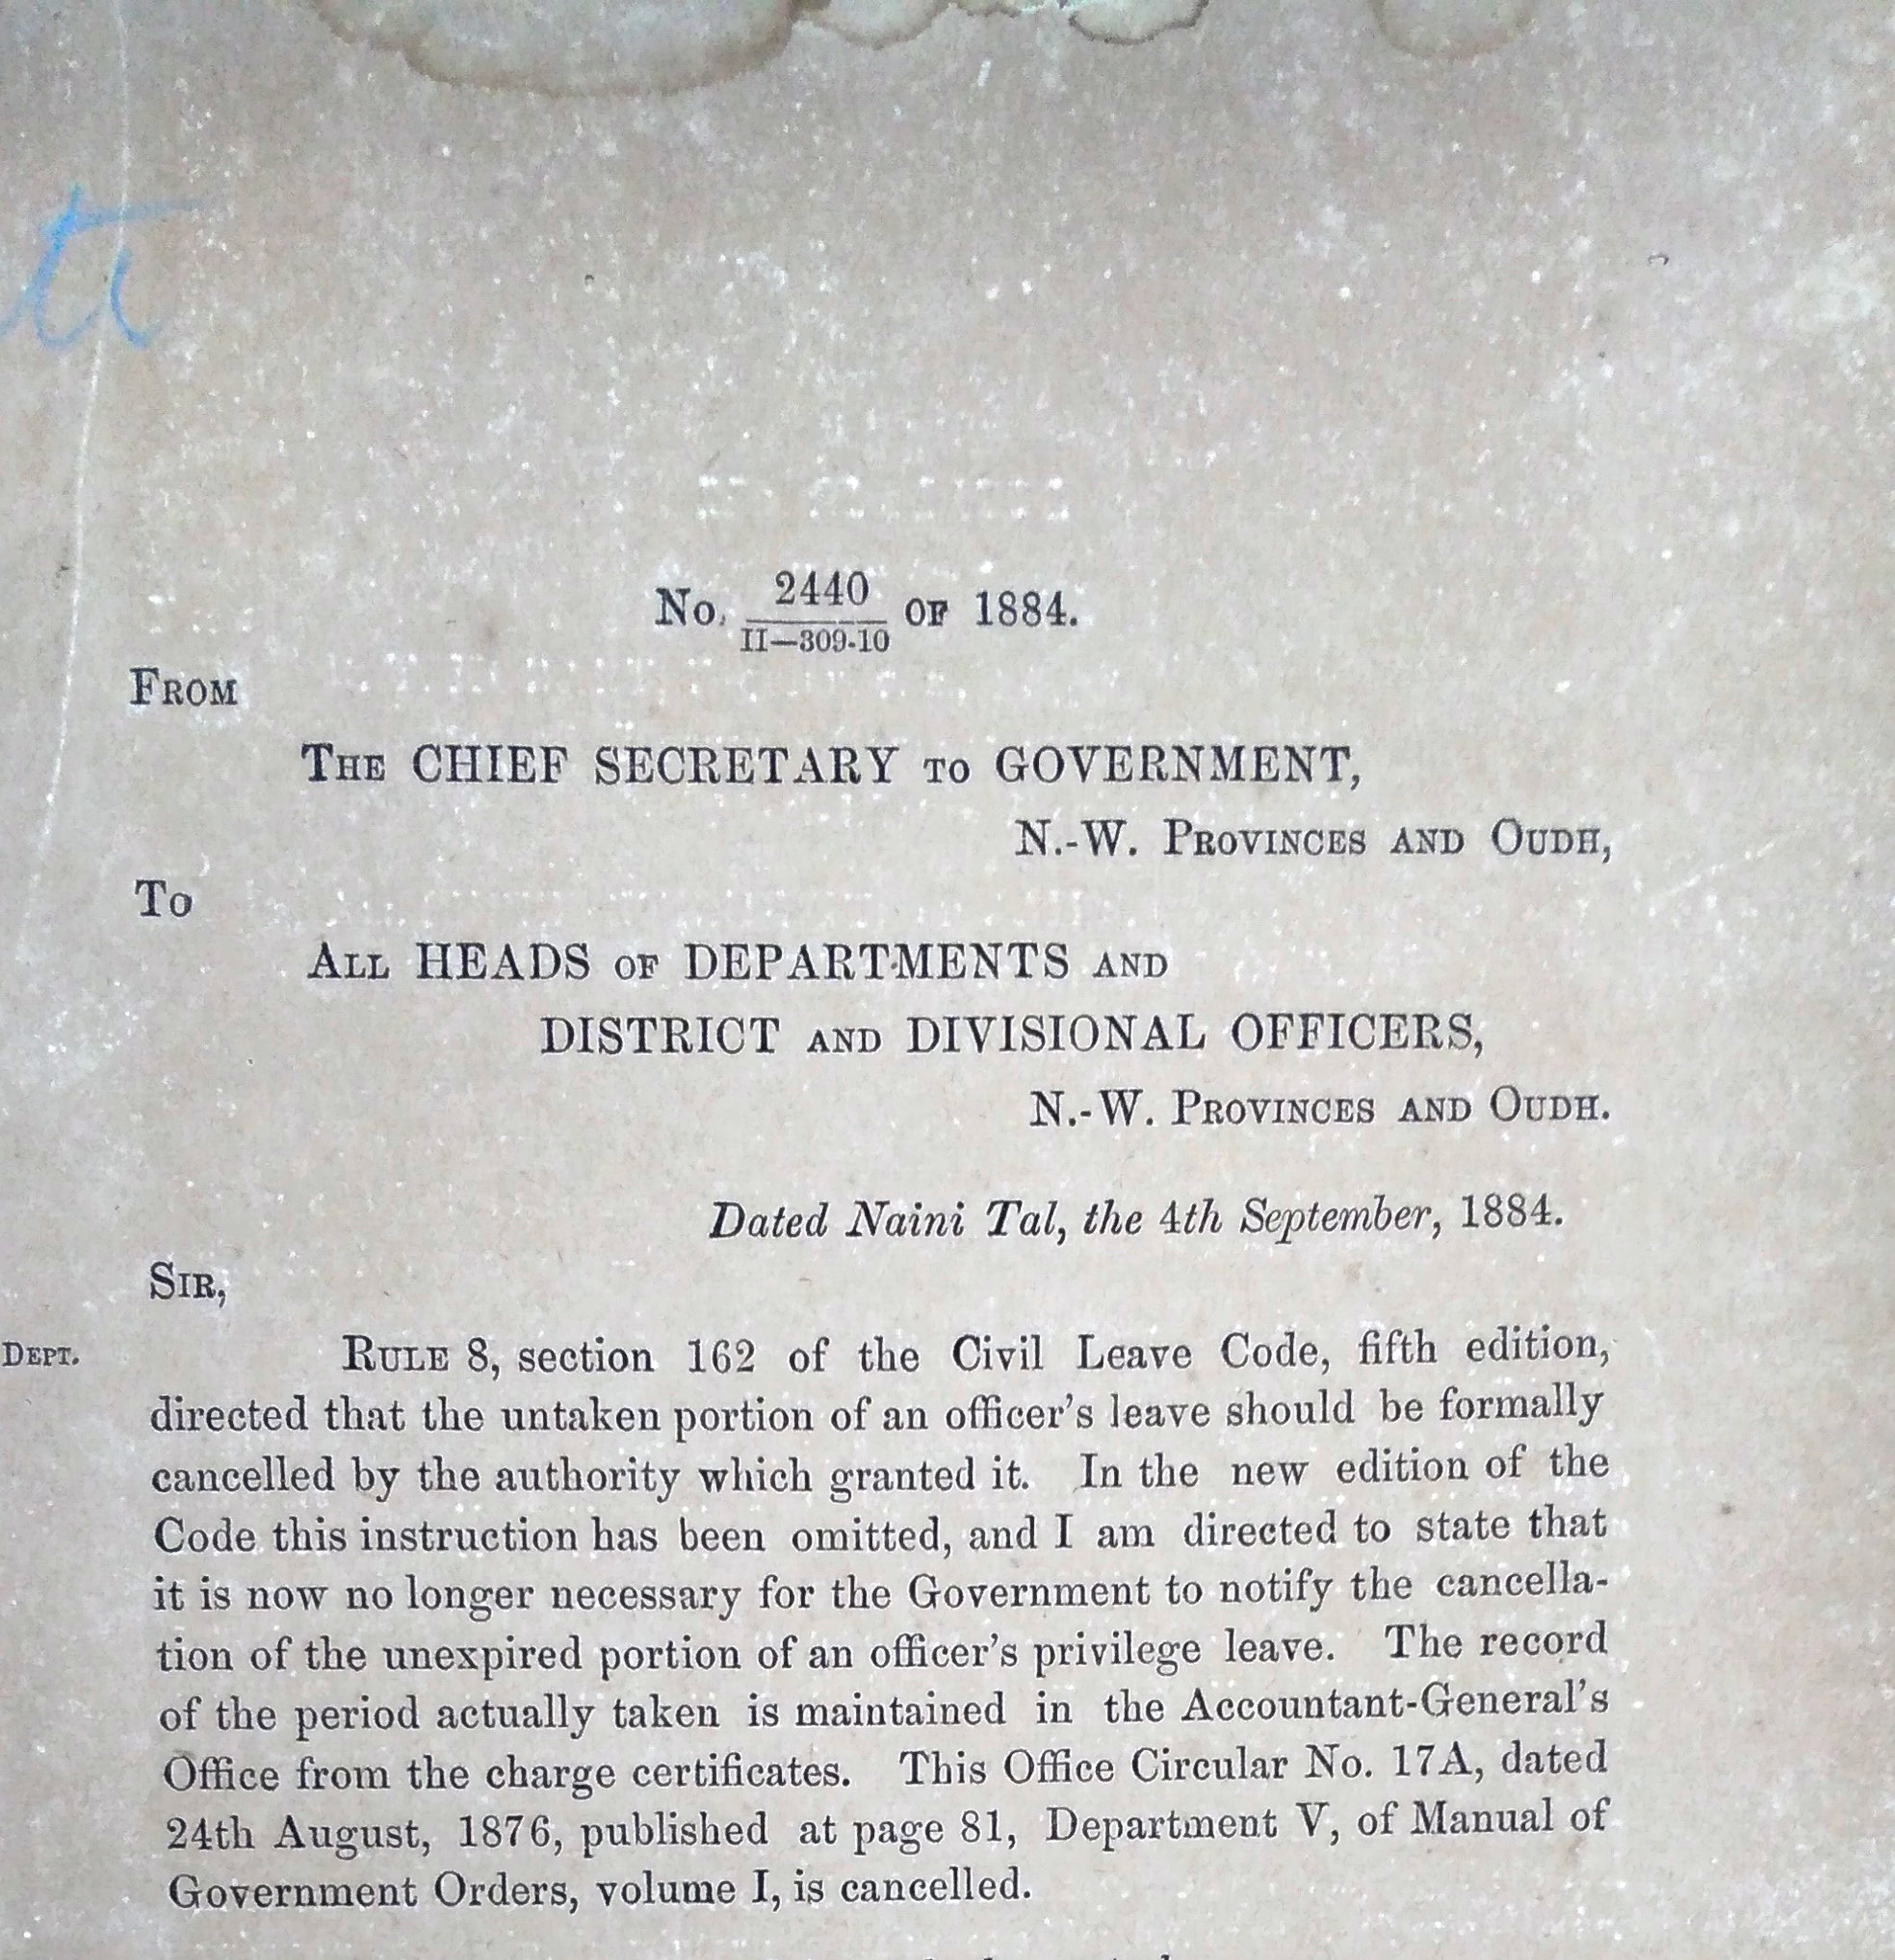 No. 2440 OF 1884.
II—309-10
FROM
THE CHIEF SECRETARY TO GOVERNMENT,
N.-W. PROVINCES AND OUDH,
To
ALL HEADS OF DEPARTMENTS AND
DISTRICT AND DIVISIONAL OFFICERS,
N.-W. PROVINCES AND OUDH.
Dated Naini Tal, the 4th September, 1884.
SIR,
DEPT. RULE 8, section 162 of the Civil Leave Code, fifth edition,
directed that the untaken portion of an officer's leave should be formally
cancelled by the authority which granted it. In the new edition of the
Code this instruction has been omitted, and I am directed to state that
it is now no longer necessary for the Government to notify the cancella-
tion of the unexpired portion of an officer's privilege leave. The record
of the period actually taken is maintained in the Accountant-General's
Office from the charge certificates. This Office Circular No. 17A, dated
24th August, 1876, published at page 81, Department V, of Manual of
Government Orders, volume I, is cancelled.